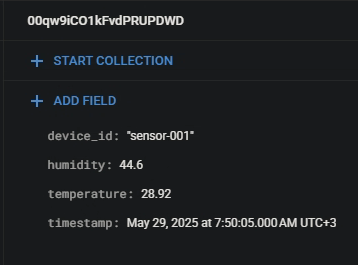 00qw9iCO1kFvdPRUPDWD
+ START COLLECTION
+ ADD FIELD
device_id: "sensor-001"
humidity: 44.6
temperature: 28.92
timestamp: May 29, 2025 at 7:50:05.000 AM UTC+3